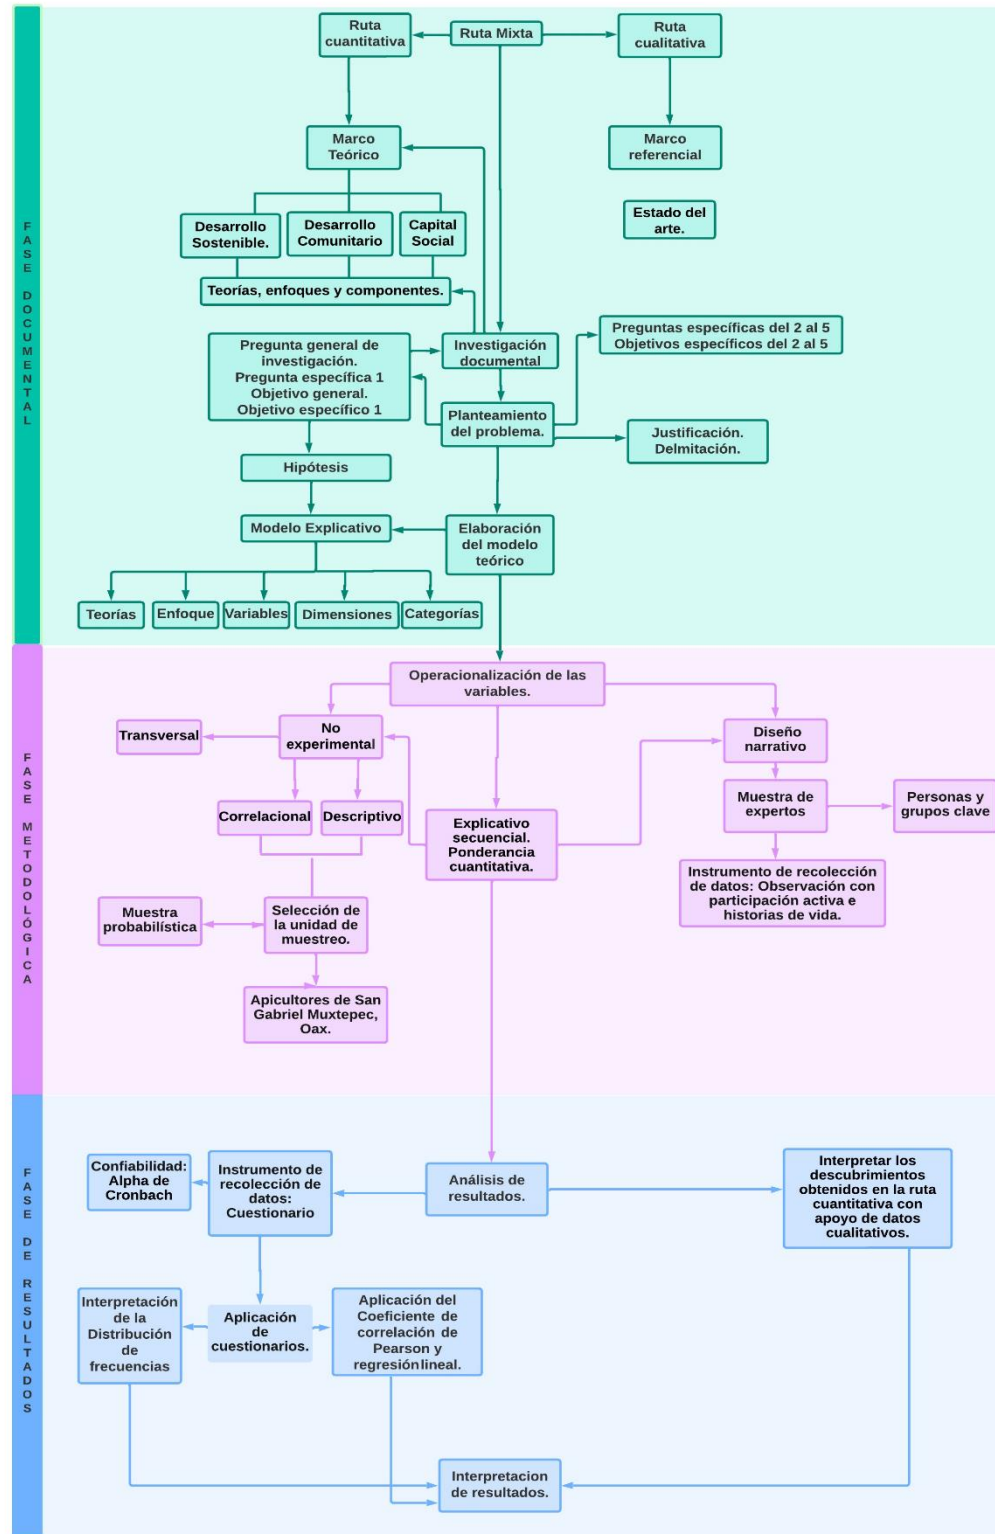 FASE DOCUMENTAL
Ruta
cuantitativa
Ruta Mixta
Ruta
cualitativa
Marco
Teórico
Marco
referencial
Estado del
arte.
Desarrollo
Sostenible.
Desarrollo
Comunitario
Capital
Social
Teorías, enfoques y componentes.
Pregunta general de
investigación.
Pregunta específica 1
Objetivo general.
Objetivo específico 1
Investigación
documental
Preguntas específicas del 2 al 5
Objetivos específicos del 2 al 5
Planteamiento
del problema.
Justificación.
Delmitación.
Hipótesis
Modelo Explicativo
Elaboración
del modelo
teórico
Teorías
Enfoque
Variables
Dimensiones
Categorías
FASE METODOLÓGICA
Operacionalización de las
variables.
Transversal
No
experimental
Diseño
narrativo
Correlacional
Descriptivo
Explicativo
secuencial.
Ponderancia
cuantitativa.
Muestra de
expertos
Personas y
grupos clave
Instrumento de recolección
de datos: Observación con
participación activa e
historias de vida.
Muestra
probabilística
Selección de
la unidad de
muestreo.
Apicultores de San
Gabriel Muxtepec,
Oax.
FASE DE RESULTADOS
Confiabilidad:
Alpha de
Cronbach
Instrumento de
recolección de
datos:
Cuestionario
Análisis de
resultados.
Interpretar los
descubrimientos
obtenidos en la ruta
cuantitativa con
apoyo de datos
cualitativos.
Interpretación
de la
Distribución
de
frecuencias
Aplicación
de
cuestionarios.
Aplicación del
Coeficiente de
correlación de
Pearson y
regresión lineal.
Interpretacion
de resultados.